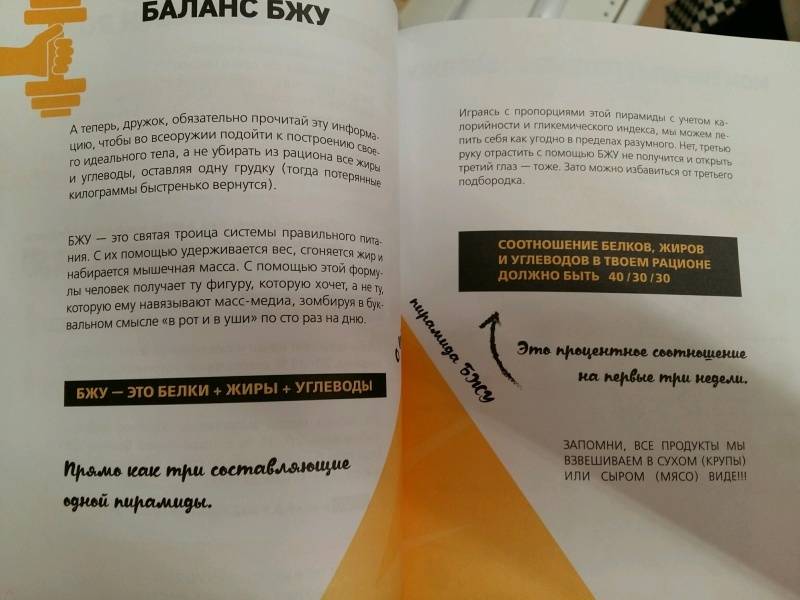 БАЛАНС БЖУ
А теперь, дружок, обязательно прочитай эту информа-
цию, чтобы во всеоружии подойти к построению свое-
го идеального тела, а не убирать из рациона все жиры
и углеводы, оставляя одну грудку (тогда потерянные
килограммы быстренько вернутся).
БЖУ — это святая троица системы правильного пита-
ния. С их помощью удерживается вес, сгоняется жир и
набирается мышечная масса. С помощью этой форму-
лы человек получает ту фигуру, которую хочет, а не ту,
которую ему навязывают масс-медиа, зомбируя в бук-
вальном смысле «в рот и в уши» по сто раз на дню.
БЖУ — ЭТО БЕЛКИ + ЖИРЫ + УГЛЕВОДЫ
Прямо как три составляющие
одной пирамиды.
Играясь с пропорциями этой пирамиды с учетом ка-
лорийности и гликемического индекса, мы можем ле-
пить себя как угодно в пределах разумного. Нет, третью
руку отрастить с помощью БЖУ не получится и открыть
третий глаз — тоже. Зато можно избавиться от третьего
подбородка.
СООТНОШЕНИЕ БЕЛКОВ, ЖИРОВ
И УГЛЕВОДОВ В ТВОЕМ РАЦИОНЕ
ДОЛЖНО БЫТЬ 40/30/30
пирамида БЖУ
Это процентное соотношение
на первые три недели.
ЗАПОМНИ, ВСЕ ПРОДУКТЫ МЫ
ВЗВЕШИВАЕМ В СУХОМ (КРУПЫ)
ИЛИ СЫРОМ (МЯСО) ВИДЕ!!!